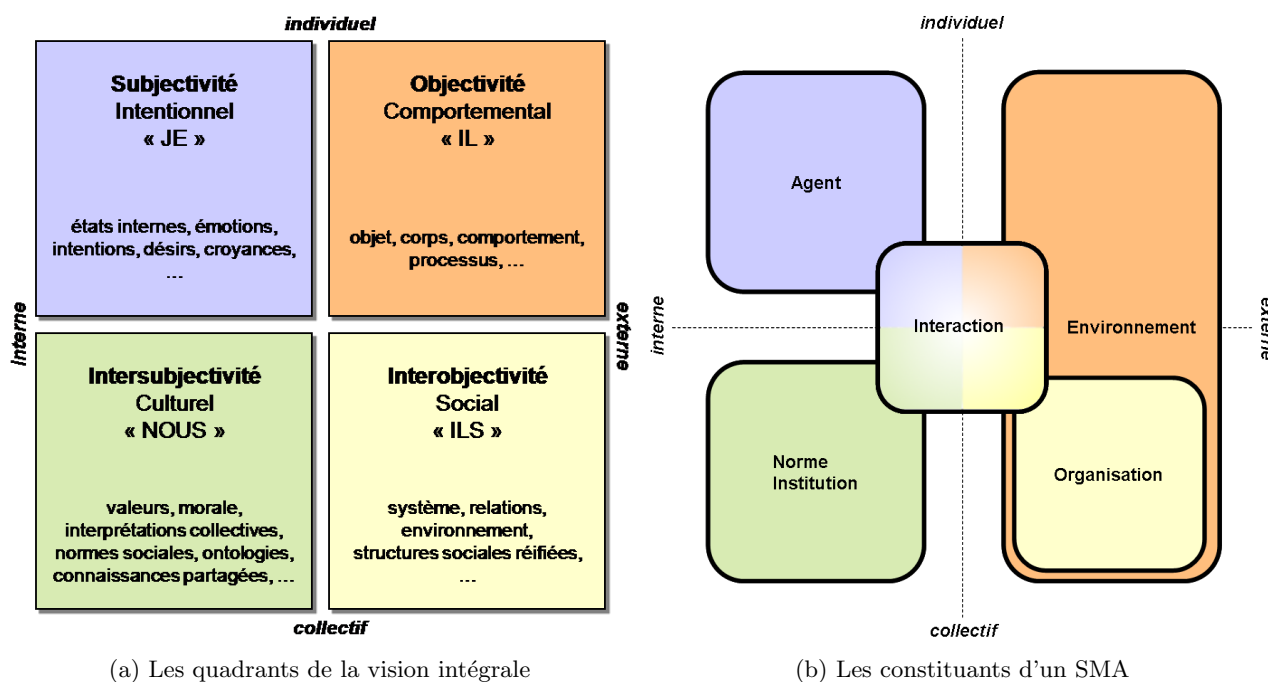 individuel
Subjectivité
Intentionnel
« JE »
états internes, émotions,
intentions, désirs, croyances,
...
Objectivité
Comportemental
« IL »
objet, corps, comportement,
processus, ...
Interne
externe
Intersubjectivité
Culturel
« NOUS »
valeurs, morale,
interprétations collectives,
normes sociales, ontologies,
connaissances partagées, ...
Interobjectivité
Social
« ILS »
système, relations,
environnement,
structures sociales réifiées,
...
collectif
(a) Les quadrants de la vision intégrale
individuel
Agent
interne
Interaction
Environnement
externe
Norme
Institution
Organisation
collectif
(b) Les constituants d'un SMA